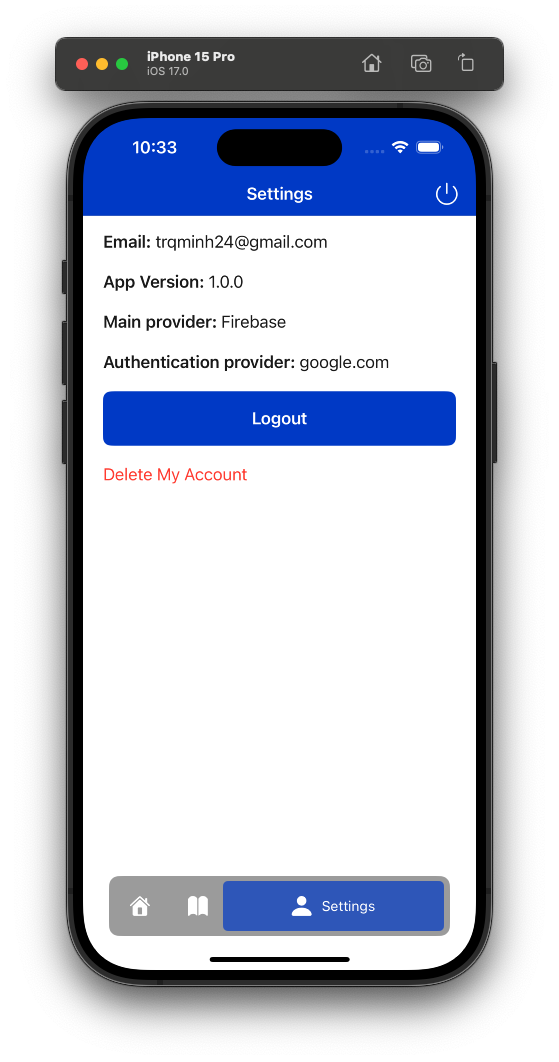 iPhone 15 Pro
iOS 17.0
10:33
Settings
Email: trqminh24@gmail.com
App Version: 1.0.0
Main provider: Firebase
Authentication provider: google.com
Logout
Delete My Account
Settings